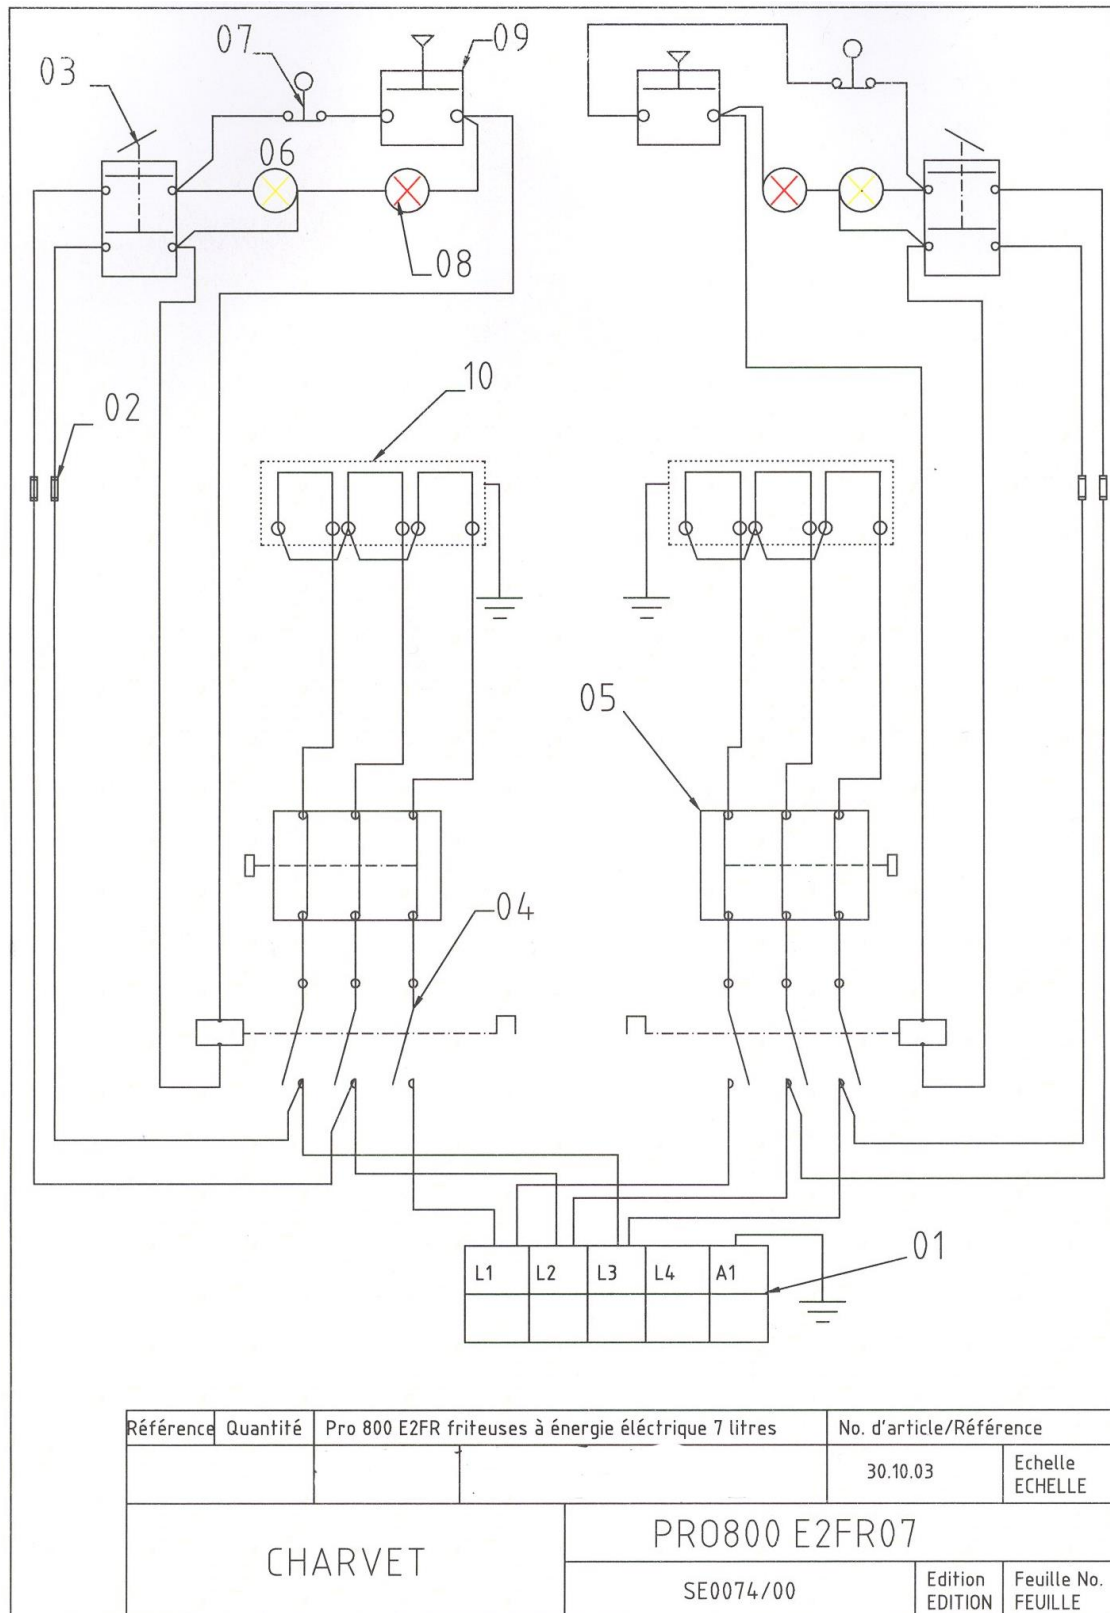 07
09
03
06
08
10
02
05
04
01
L1 L2 L3 L4 A1
Référence Quantité Pro 800 E2FR friteuses à énergie éléctrique 7 litres No. d'article/Référence
30.10.03 Echelle
ECHELLE
CHARVET PRO800 E2FR07
SE0074/00 Edition Feuille No.
EDITION FEUILLE